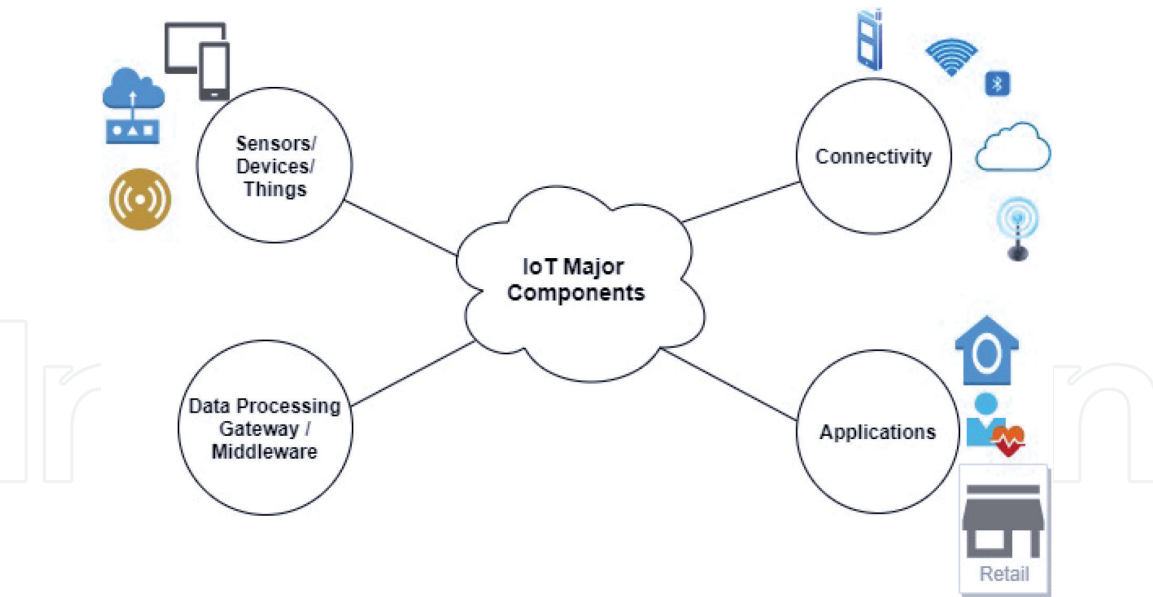 Sensors/
Devices/
Things
Connectivity
IoT Major
Components
Data Processing
Gateway /
Middleware
Applications
Retail